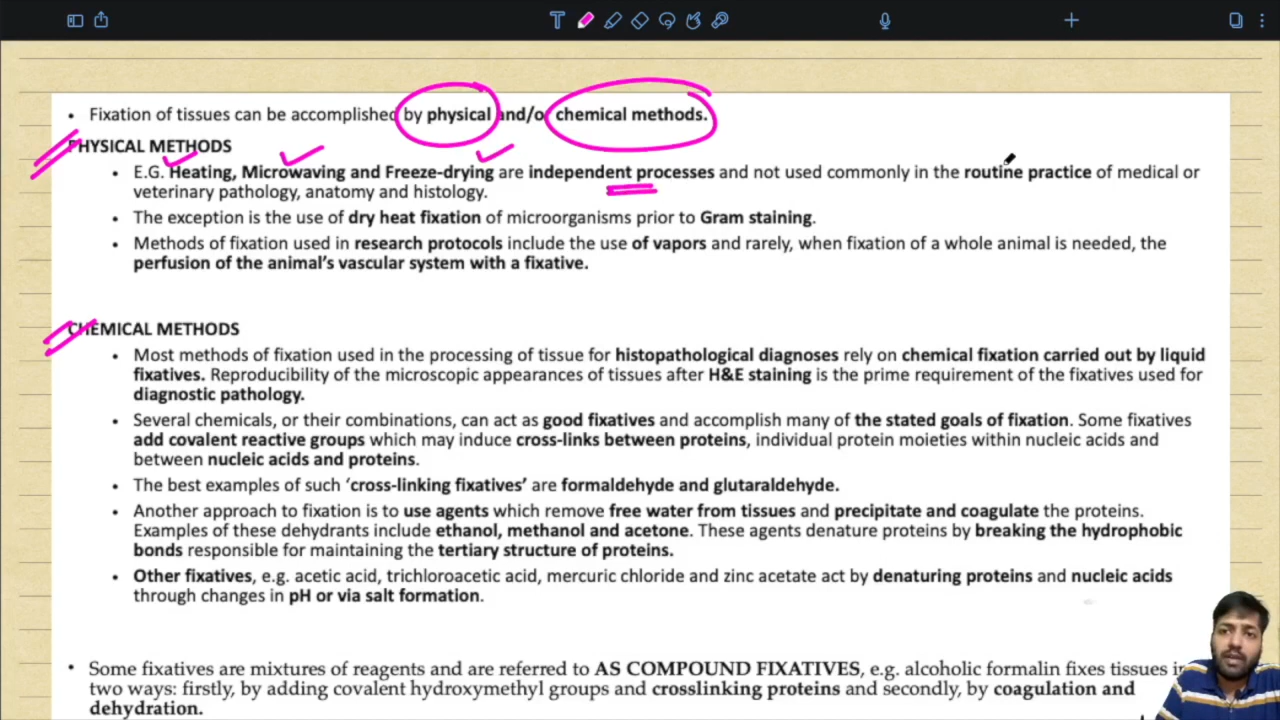 • Fixation of tissues can be accomplished by physical and/o chemical methods.
PHYSICAL METHODS
• E.G. Heating, Microwaving and Freeze-drying are independent processes and not used commonly in the routine practice of medical or
veterinary pathology, anatomy and histology.
• The exception is the use of dry heat fixation of microorganisms prior to Gram staining.
• Methods of fixation used in research protocols include the use of vapors and rarely, when fixation of a whole animal is needed, the
perfusion of the animal's vascular system with a fixative.
CHEMICAL METHODS
• Most methods of fixation used in the processing of tissue for histopathological diagnoses rely on chemical fixation carried out by liquid
fixatives. Reproducibility of the microscopic appearances of tissues after H&E staining is the prime requirement of the fixatives used for
diagnostic pathology.
• Several chemicals, or their combinations, can act as good fixatives and accomplish many of the stated goals of fixation. Some fixatives
add covalent reactive groups which may induce cross-links between proteins, individual protein moieties within nucleic acids and
between nucleic acids and proteins.
• The best examples of such 'cross-linking fixatives' are formaldehyde and glutaraldehyde.
• Another approach to fixation is to use agents which remove free water from tissues and precipitate and coagulate the proteins.
Examples of these dehydrants include ethanol, methanol and acetone. These agents denature proteins by breaking the hydrophobic
bonds responsible for maintaining the tertiary structure of proteins.
• Other fixatives, e.g. acetic acid, trichloroacetic acid, mercuric chloride and zinc acetate act by denaturing proteins and nucleic acids
through changes in pH or via salt formation.
• Some fixatives are mixtures of reagents and are referred to AS COMPOUND FIXATIVES, e.g. alcoholic formalin fixes tissues in
two ways: firstly, by adding covalent hydroxymethyl groups and crosslinking proteins and secondly, by coagulation and
dehydration.